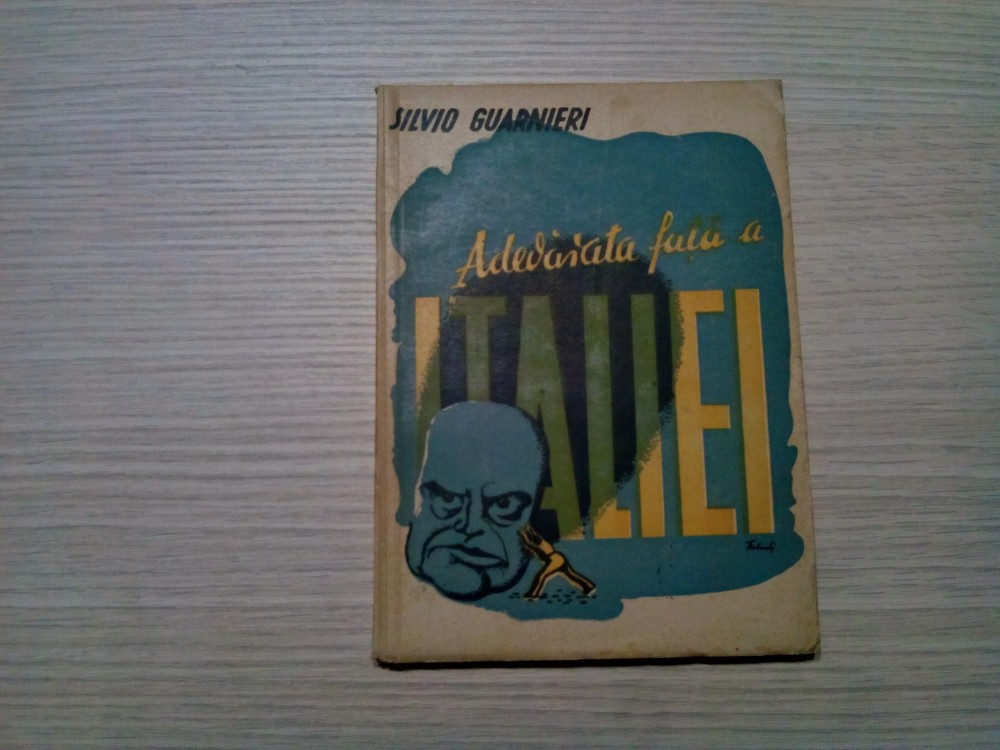 SILVIO GUARNIERI
Adevărata față a
ITALIEI